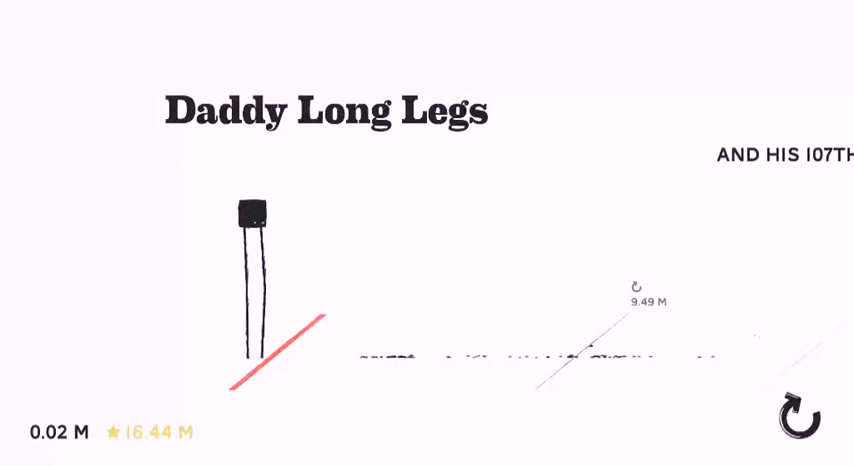 Daddy Long Legs
AND HIS 107TH
9.49 M
0.02 M ★ 16.44 M